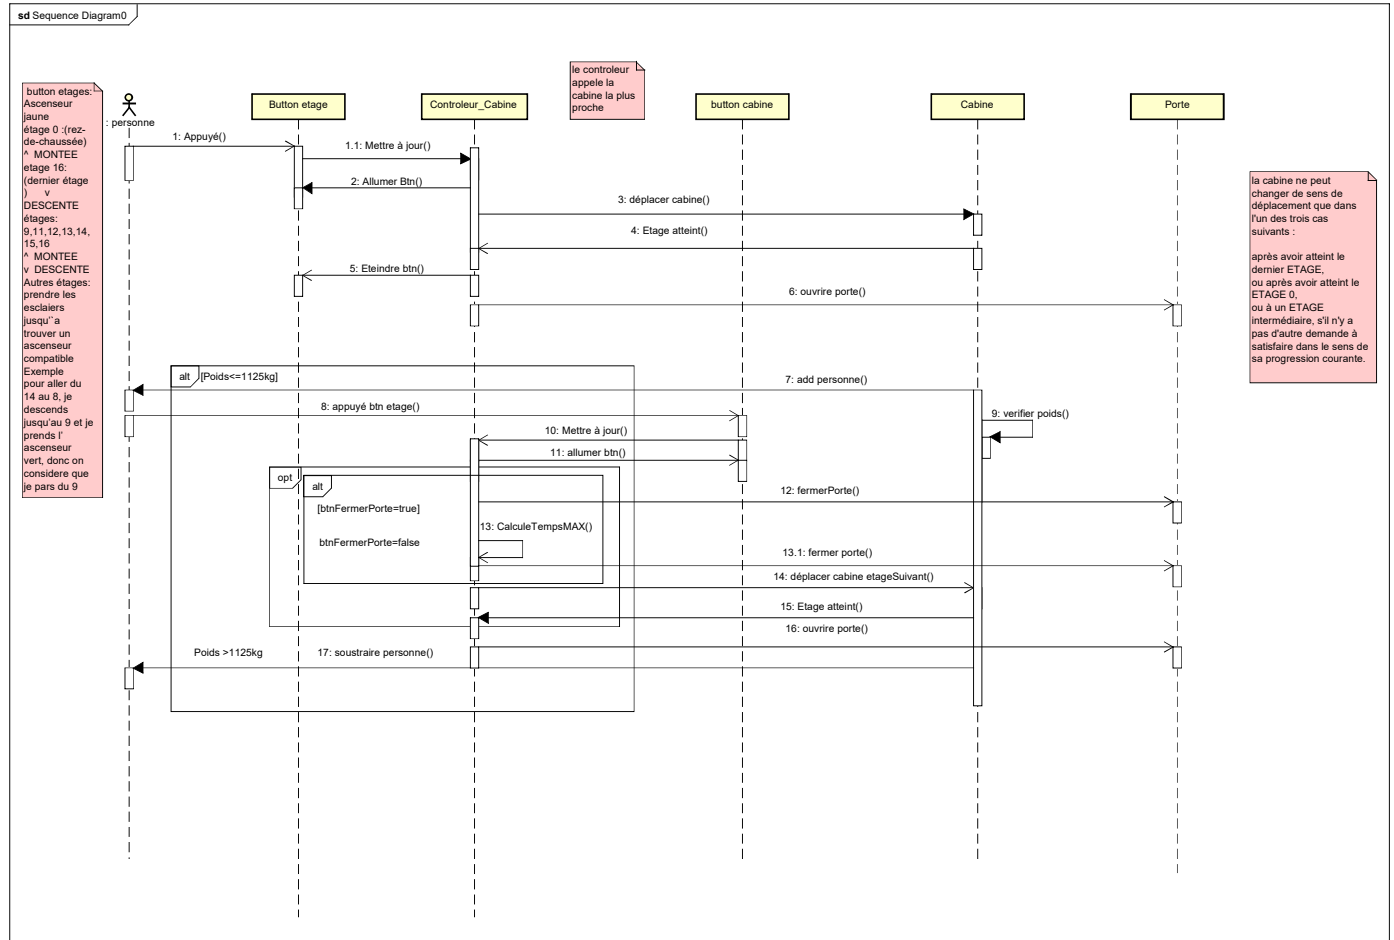 sd Sequence Diagram0
button etages:
Ascenseur
jaune
étage 0 :(rez-
de-chaussée)
^ MONTEE
etage 16:
(dernier étage
) v
DESCENTE
étages:
9,11,12,13,14,
15,16
^ MONTEE
v DESCENTE
Autres étages:
prendre les
esclaiers
jusqu'`a
trouver un
ascenseur
compatible
Exemple
pour aller du
14 au 8, je
descends
jusqu'au 9 et je
prends l'
ascenseur
vert, donc on
considere que
je pars du 9
: personne
Button etage
Controleur_Cabine
le controleur
appele la
cabine la plus
proche
button cabine
Cabine
Porte
la cabine ne peut
changer de sens de
déplacement que dans
l'un des trois cas
suivants :
après avoir atteint le
dernier ETAGE,
ou après avoir atteint le
ETAGE 0,
ou à un ETAGE
intermédiaire, s'il n'y a
pas d'autre demande à
satisfaire dans le sens de
sa progression courante.
1: Appuyé()
1.1: Mettre à jour()
2: Allumer Btn()
3: déplacer cabine()
4: Etage atteint()
5: Eteindre btn()
6: ouvrire porte()
alt [Poids<=1125kg]
7: add personne()
8: appuyé btn etage()
9: verifier poids()
10: Mettre à jour()
11: allumer btn()
opt
alt
12: fermerPorte()
[btnFermerPorte=true]
13: CalculeTempsMAX()
btnFermerPorte=false
13.1: fermer porte()
14: déplacer cabine etageSuivant()
15: Etage atteint()
16: ouvrire porte()
Poids >1125kg
17: soustraire personne()